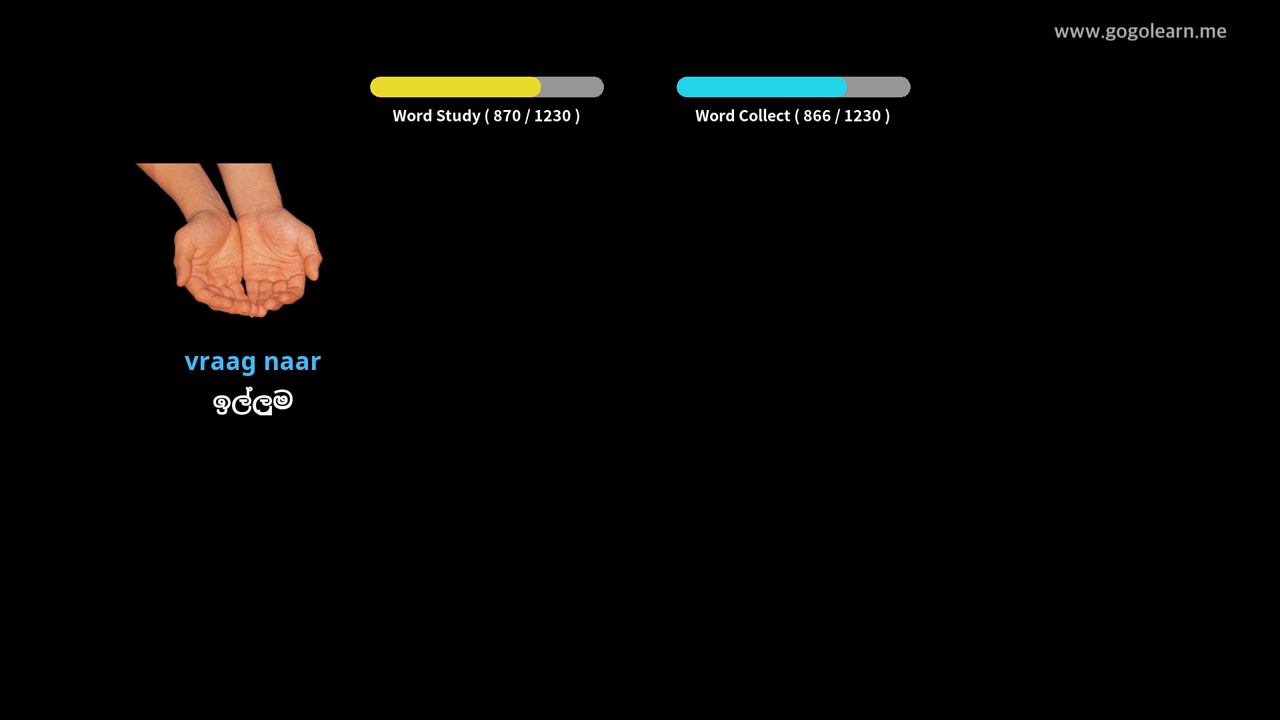 www.gogolearn.me
Word Study ( 870 / 1230 )
Word Collect ( 866 / 1230 )
vraag naar
ඉල්ලුම